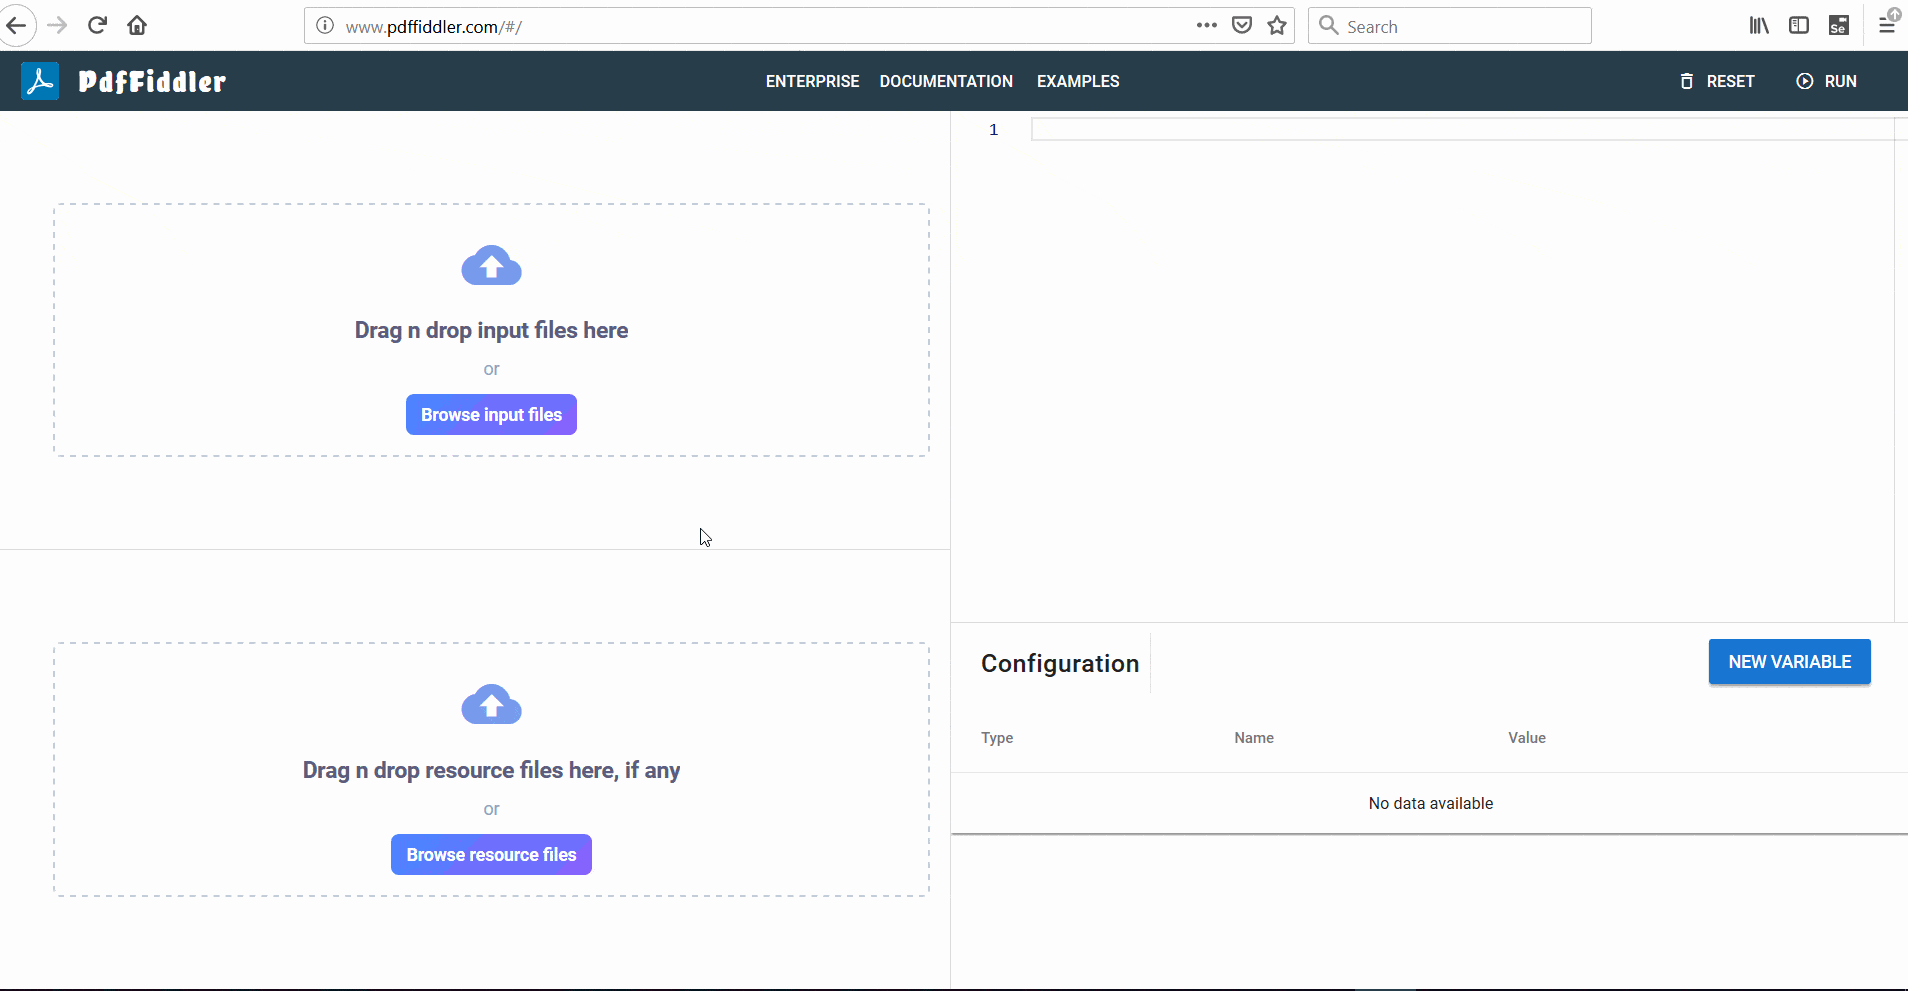 www.pdffiddler.com/#/
Search
Se
PdfFiddler
ENTERPRISE DOCUMENTATION EXAMPLES
RESET
RUN
1
Drag n drop input files here
or
Browse input files
Drag n drop resource files here, if any
or
Browse resource files
Configuration
NEW VARIABLE
Type Name Value
No data available